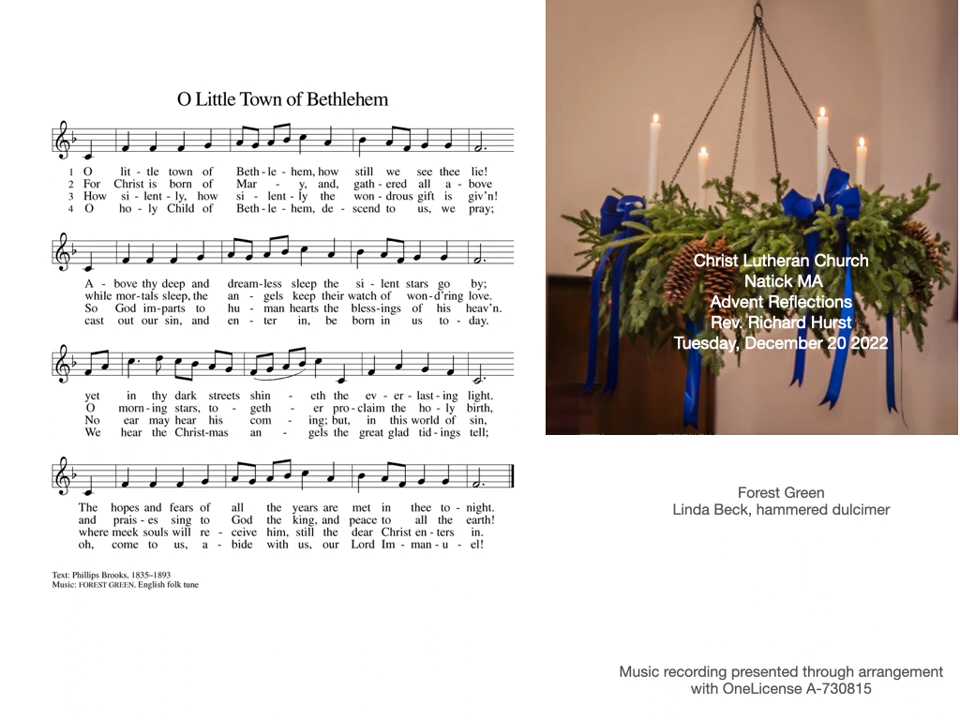 O Little Town of Bethlehem
1 O lit - tle town of Beth - le - hem, how still we see thee lie!
2 For Christ is born of Mar - y, and, gath - ered all a - bove
3 How si - lent - ly, how si - lent - ly the won - drous gift is giv'n!
4 O ho - ly Child of Beth - le - hem, de - scend to us, we pray;
A - bove thy deep and dream-less sleep the si - lent stars go by;
while mor - tals sleep, the an - gels keep their watch of won - d'ring love.
So God im - parts to hu - man hearts the bless - ings of his heav'n.
cast out our sin, and en - ter in, be born in us to - day.
yet in thy dark streets shin - eth the ev - er - last - ing light.
O morn - ing stars, to - geth - er pro - claim the ho - ly birth,
No ear may hear his com - ing; but, in this world of sin,
We hear the Christ-mas an - gels the great glad tid - ings tell;
The hopes and fears of all the years are met in thee to - night.
and prais - es sing to God the king, and peace to all the earth!
where meek souls will re - ceive him, still the dear Christ en - ters in.
oh, come to us, a - bide with us, our Lord Im - man - u - el!
Text: Phillips Brooks, 1835–1893
Music: FOREST GREEN, English folk tune
Christ Lutheran Church
Natick MA
Advent Reflections
Rev. Richard Hurst
Tuesday, December 20 2022
Forest Green
Linda Beck, hammered dulcimer
Music recording presented through arrangement
with OneLicense A-730815